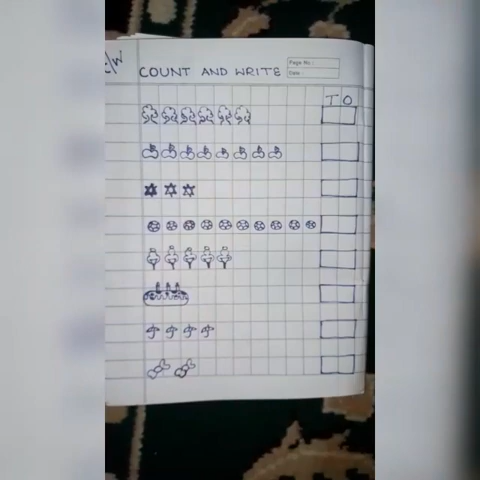 C/W
COUNT AND WRITE
Page No :
Date :
T O